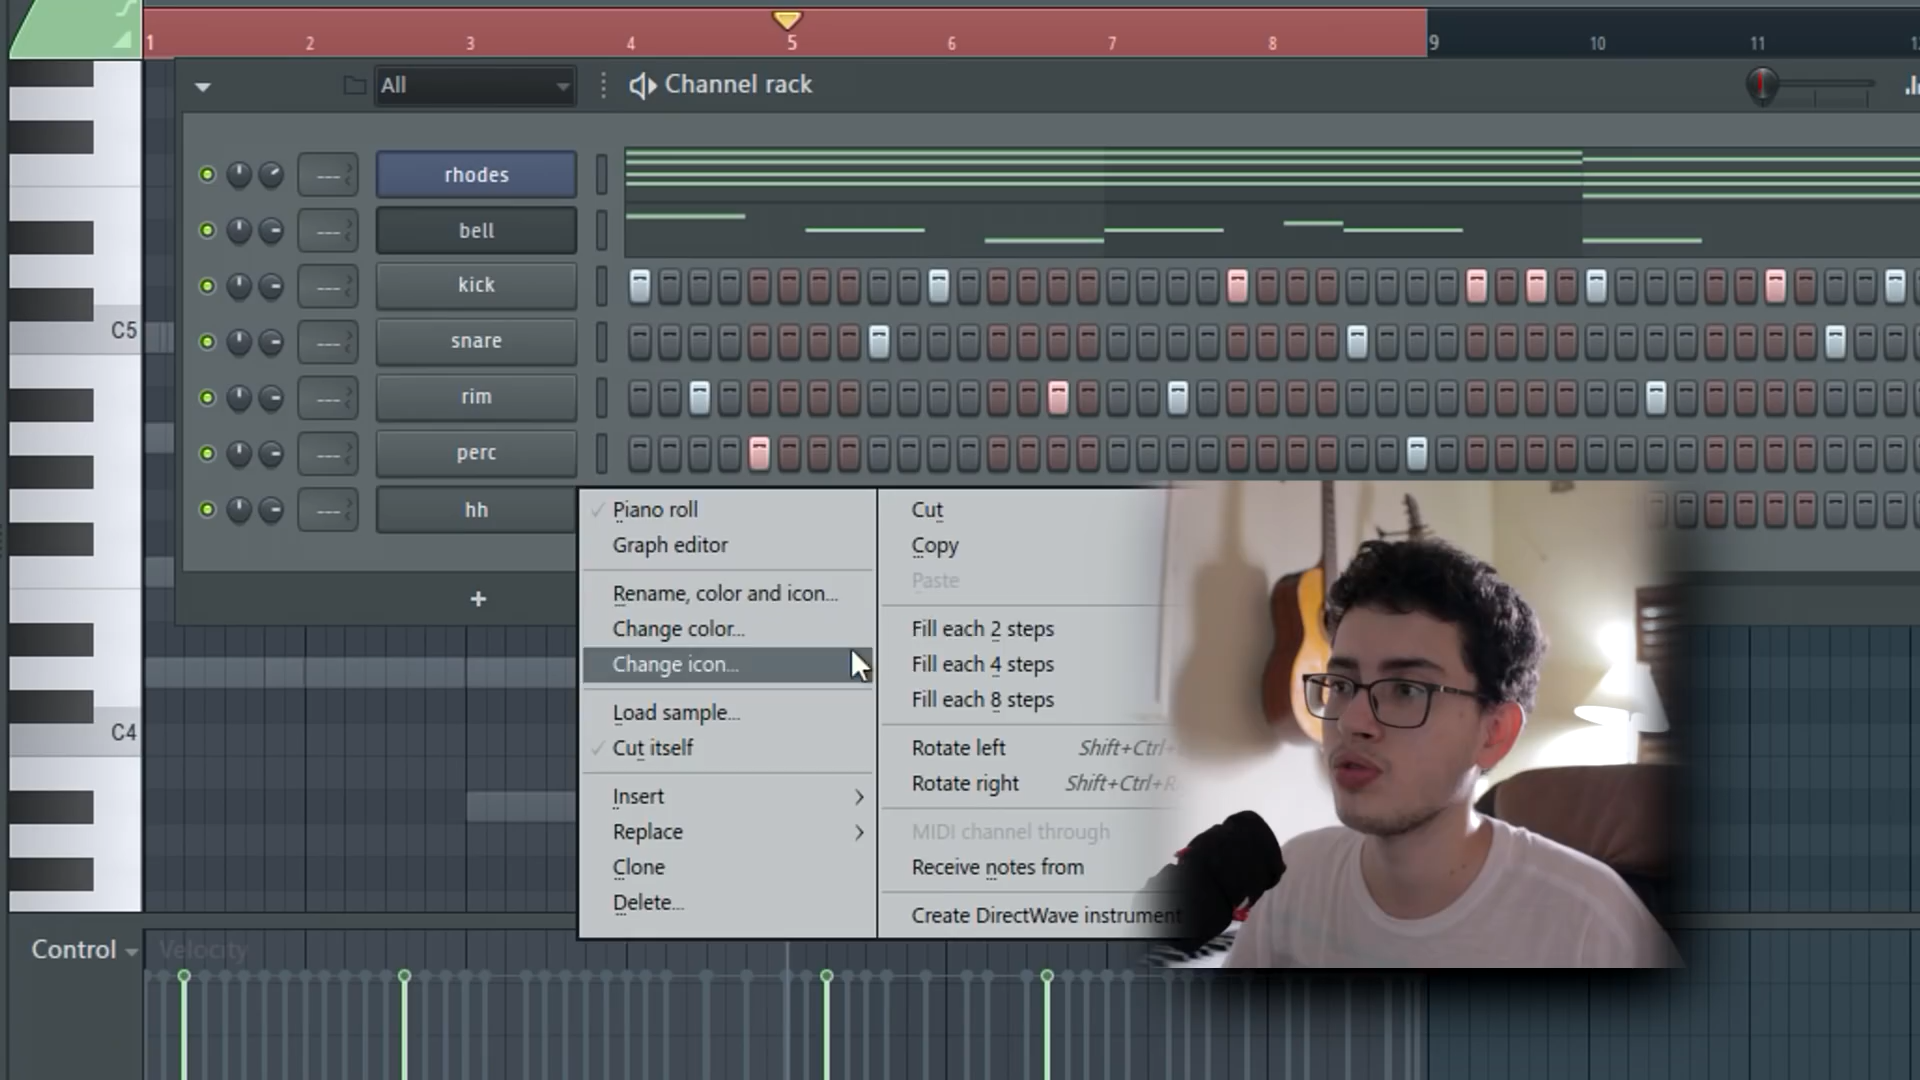 1 2 3 4 5 6 7 8 9 10 11
All Channel rack
rhodes
bell
kick
C5
snare
rim
perc
hh
Piano roll
Graph editor
Rename, color and icon...
Change color...
Change icon...
Load sample...
Cut itself
Insert
Replace
Clone
Delete...
Cut
Copy
Paste
Fill each 2 steps
Fill each 4 steps
Fill each 8 steps
Rotate left Shift+Ctrl+
Rotate right Shift+Ctrl+R
MIDI channel through
Receive notes from
Create DirectWave instrument
C4
Control Velocity